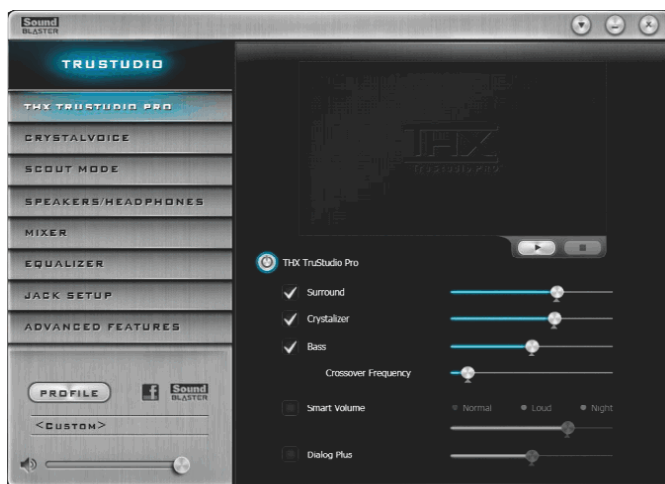 Sound
BLASTER
TRUSTUDIO
THX TRUSTUDIO PRO
CRYSTALVOICE
SCOUT MODE
SPEAKERS/HEADPHONES
MIXER
EQUALIZER
JACK SETUP
ADVANCED FEATURES
PROFILE
f
Sound
BLASTER
<CUSTOM>
THX
TruStudio PRO
THX TruStudio Pro
Surround
Crystalizer
Bass
Crossover Frequency
Smart Volume
Normal
Loud
Night
Dialog Plus